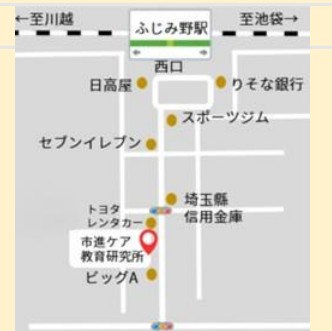 ←至川越
ふじみ野駅
至池袋→
西口
日高屋
りそな銀行
スポーツジム
セブンイレブン
埼玉縣
信用金庫
トヨタ
レンタカー
市進ケア
教育研究所
ビッグA